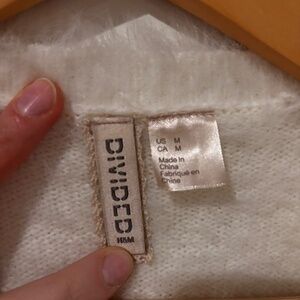 DIVIDED
H&M
US M
CA M
Made in
China
Fabriqué en
Chine